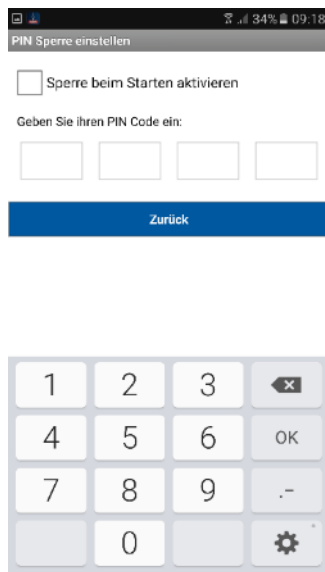 34% 09:18
PIN Sperre einstellen
Sperre beim Starten aktivieren
Geben Sie ihren PIN Code ein:
Zurück
1 2 3
4 5 6 OK
7 8 9 .-
0